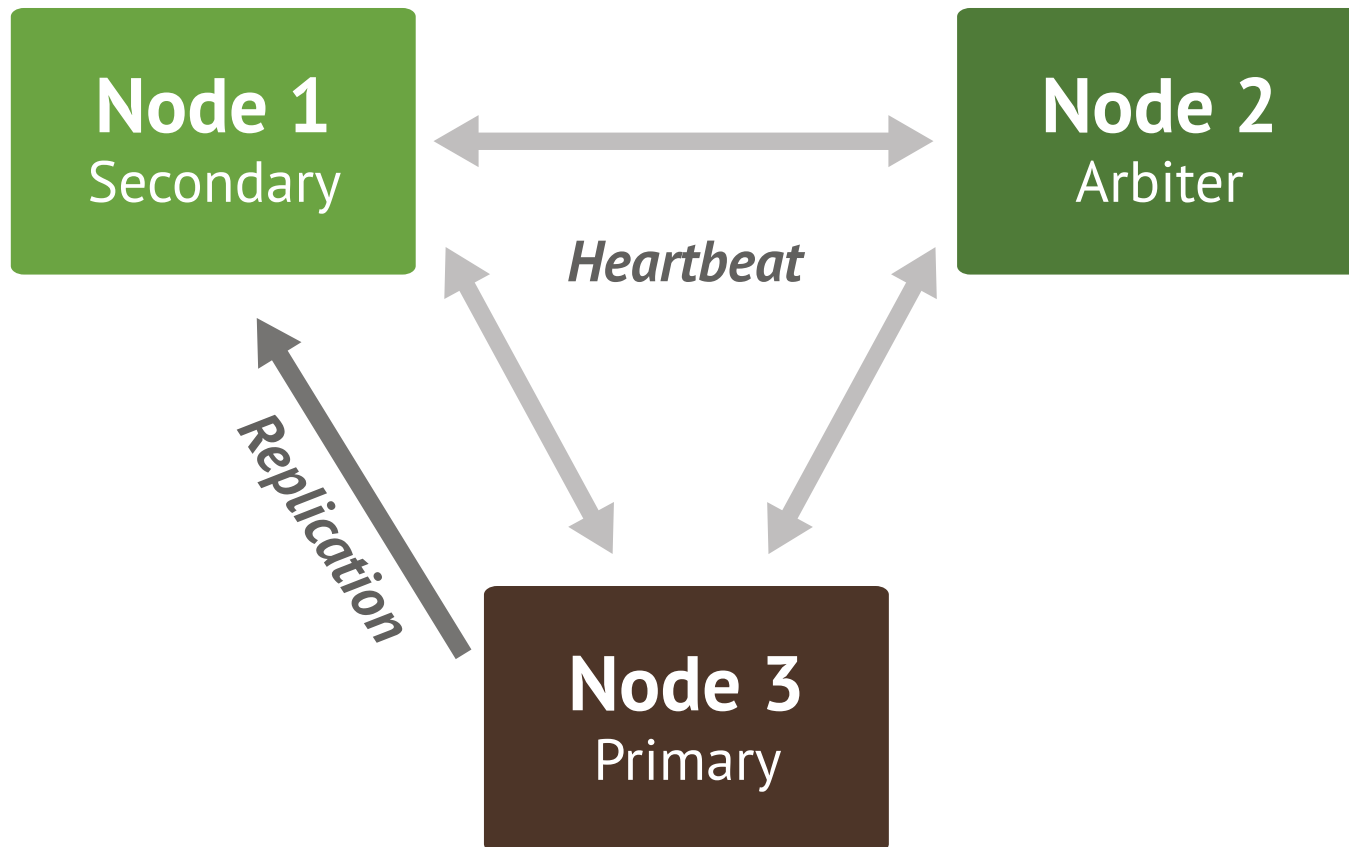 Node 1
Secondary
Node 2
Arbiter
Heartbeat
Replication
Node 3
Primary